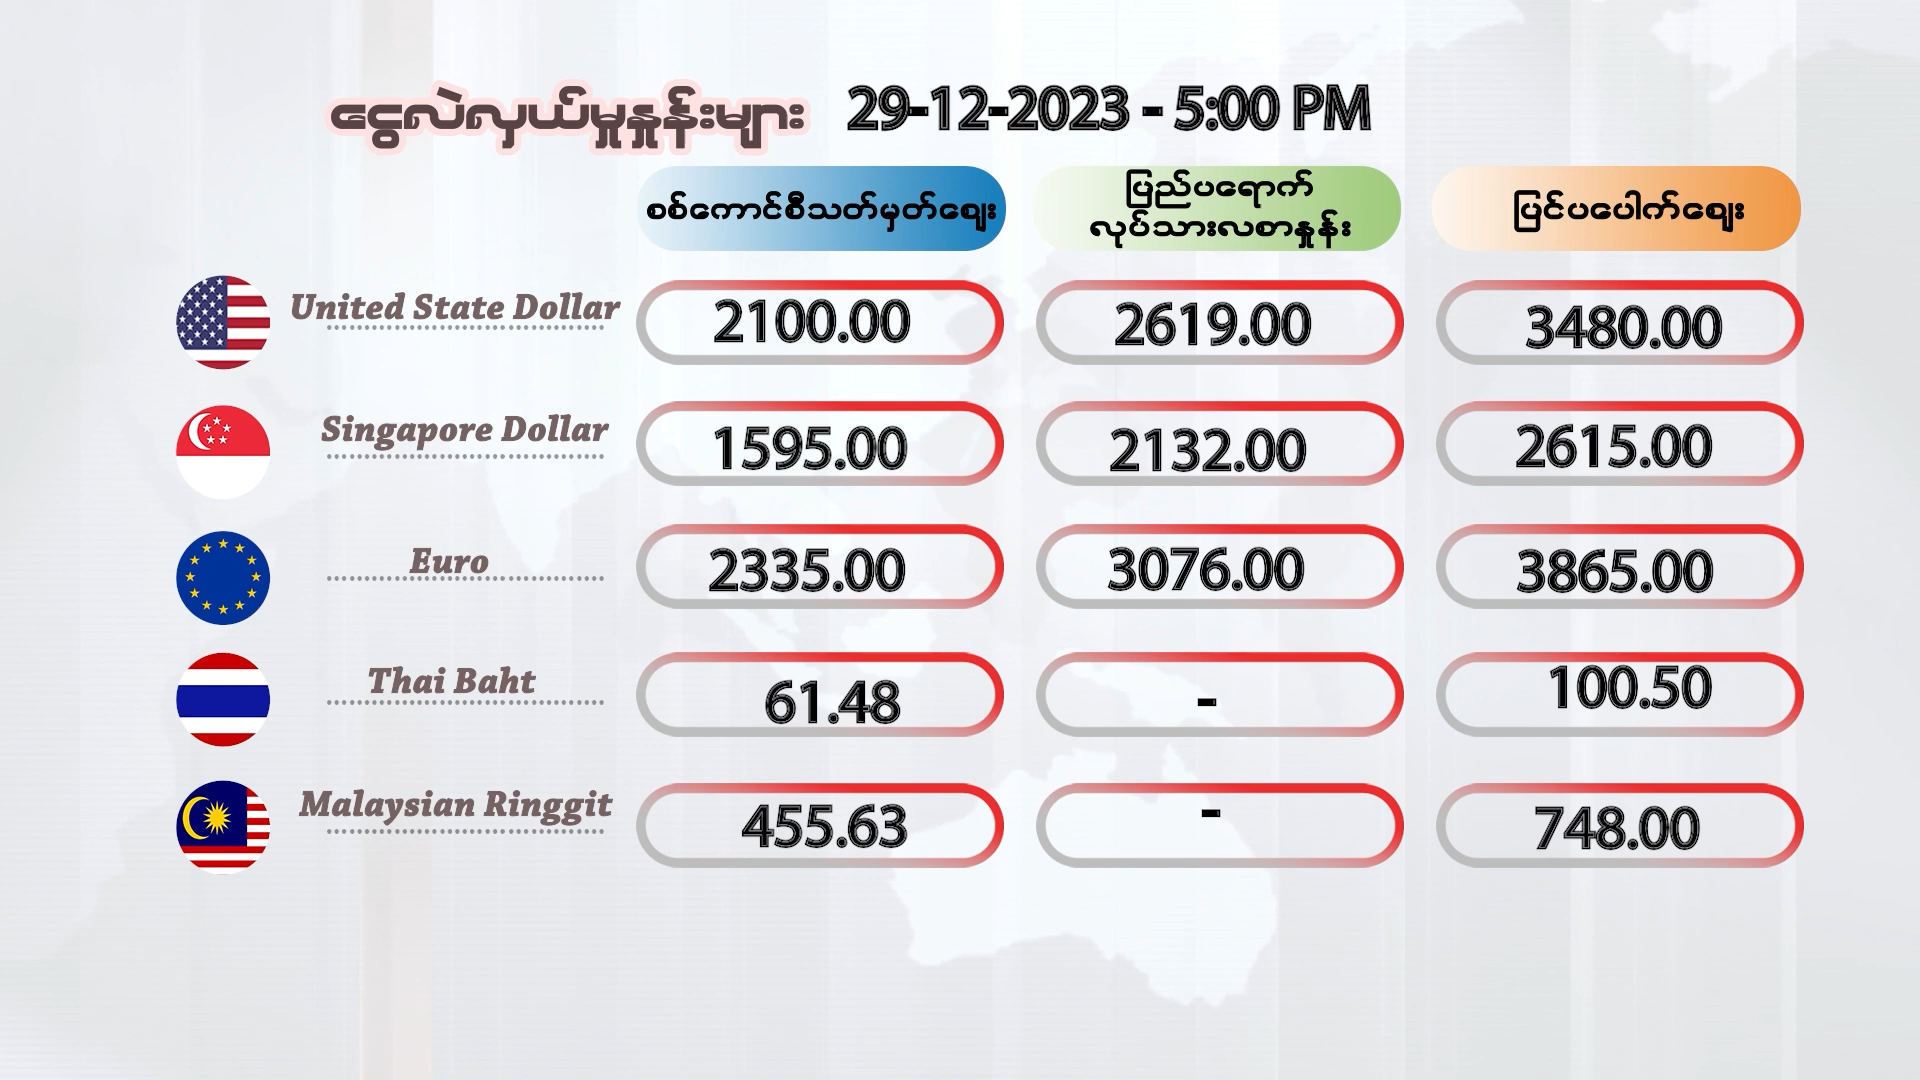 ငွေလဲလှယ်မှုနှုန်းများ 29-12-2023 - 5:00 PM
စစ်ကောင်စီသတ်မှတ်ဈေး
ပြည်ပရောက်
လုပ်သားလစာနှုန်း
ပြင်ပပေါက်ဈေး
United State Dollar 2100.00 2619.00 3480.00
Singapore Dollar 1595.00 2132.00 2615.00
Euro 2335.00 3076.00 3865.00
Thai Baht 61.48 - 100.50
Malaysian Ringgit 455.63 - 748.00